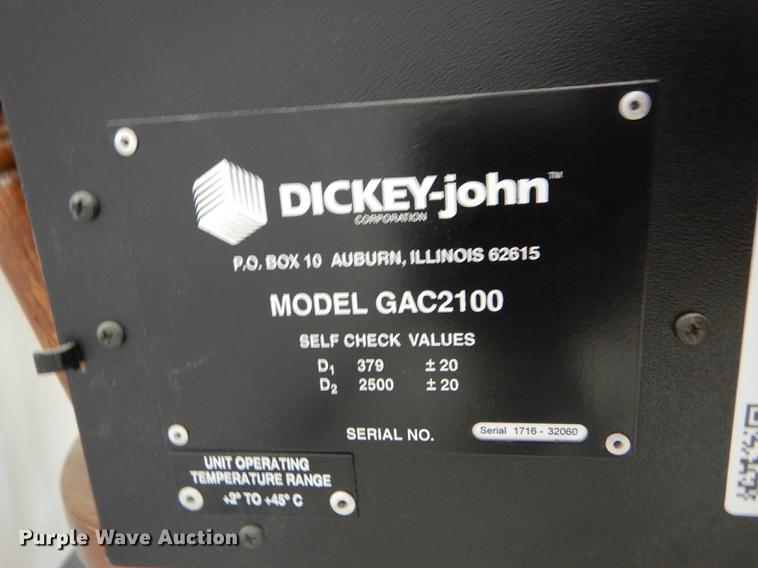 DICKEY-john™
CORPORATION
P.O. BOX 10 AUBURN, ILLINOIS 62615
MODEL GAC2100
SELF CHECK VALUES
D1 379 ± 20
D2 2500 ± 20
SERIAL NO. Serial 1716 - 32060
UNIT OPERATING
TEMPERATURE RANGE
+2° TO +45° C
Purple Wave Auction